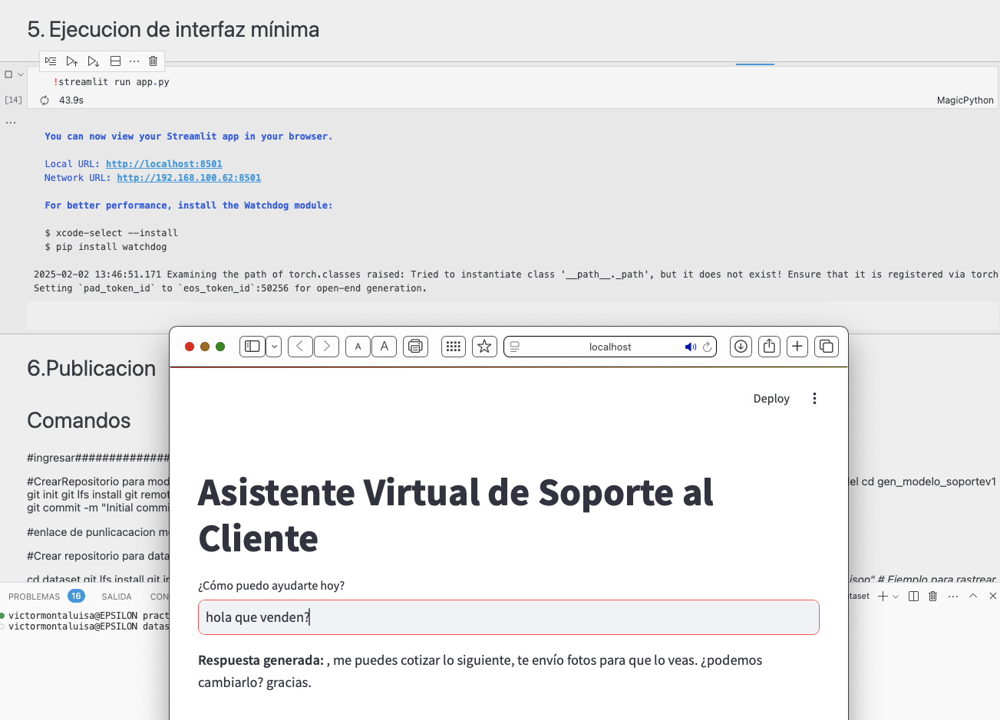 5. Ejecucion de interfaz mínima
!streamlit run app.py
[14]
43.9s
MagicPython
You can now view your Streamlit app in your browser.
Local URL: http://localhost:8501
Network URL: http://192.168.100.62:8501
For better performance, install the Watchdog module:
$ xcode-select --install
$ pip install watchdog
2025-02-02 13:46:51.171 Examining the path of torch.classes raised: Tried to instantiate class '__path__._path', but it does not exist! Ensure that it is registered via torch
Setting `pad_token_id` to `eos_token_id`:50256 for open-end generation.
6.Publicacion
Comandos
#ingresar##############
#CrearRepositorio para mod
el cd gen_modelo_soportev1
git init git lfs install git remot
git commit -m "Initial commi
#enlace de punlicacacion m
#Crear repositorio para data
cd dataset git lfs install git in
json" # Ejemplo para rastrear
PROBLEMAS 16 SALIDA CON
taset
victormontaluisa@EPSILON pract
victormontaluisa@EPSILON datas
A A
localhost
Deploy
Asistente Virtual de Soporte al
Cliente
¿Cómo puedo ayudarte hoy?
hola que venden?
Respuesta generada: , me puedes cotizar lo siguiente, te envío fotos para que lo veas. ¿podemos
cambiarlo? gracias.